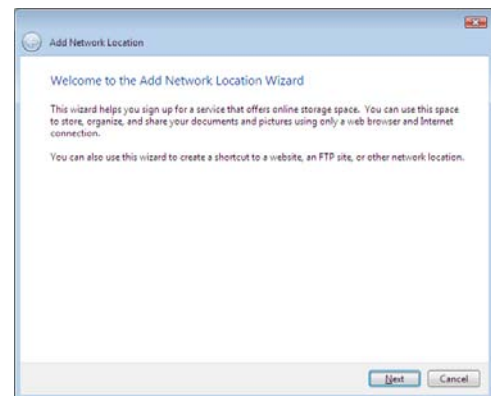 Add Network Location
Welcome to the Add Network Location Wizard
This wizard helps you sign up for a service that offers online storage space. You can use this space
to store, organize, and share your documents and pictures using only a web browser and Internet
connection.
You can also use this wizard to create a shortcut to a website, an FTP site, or other network location.
Next
Cancel